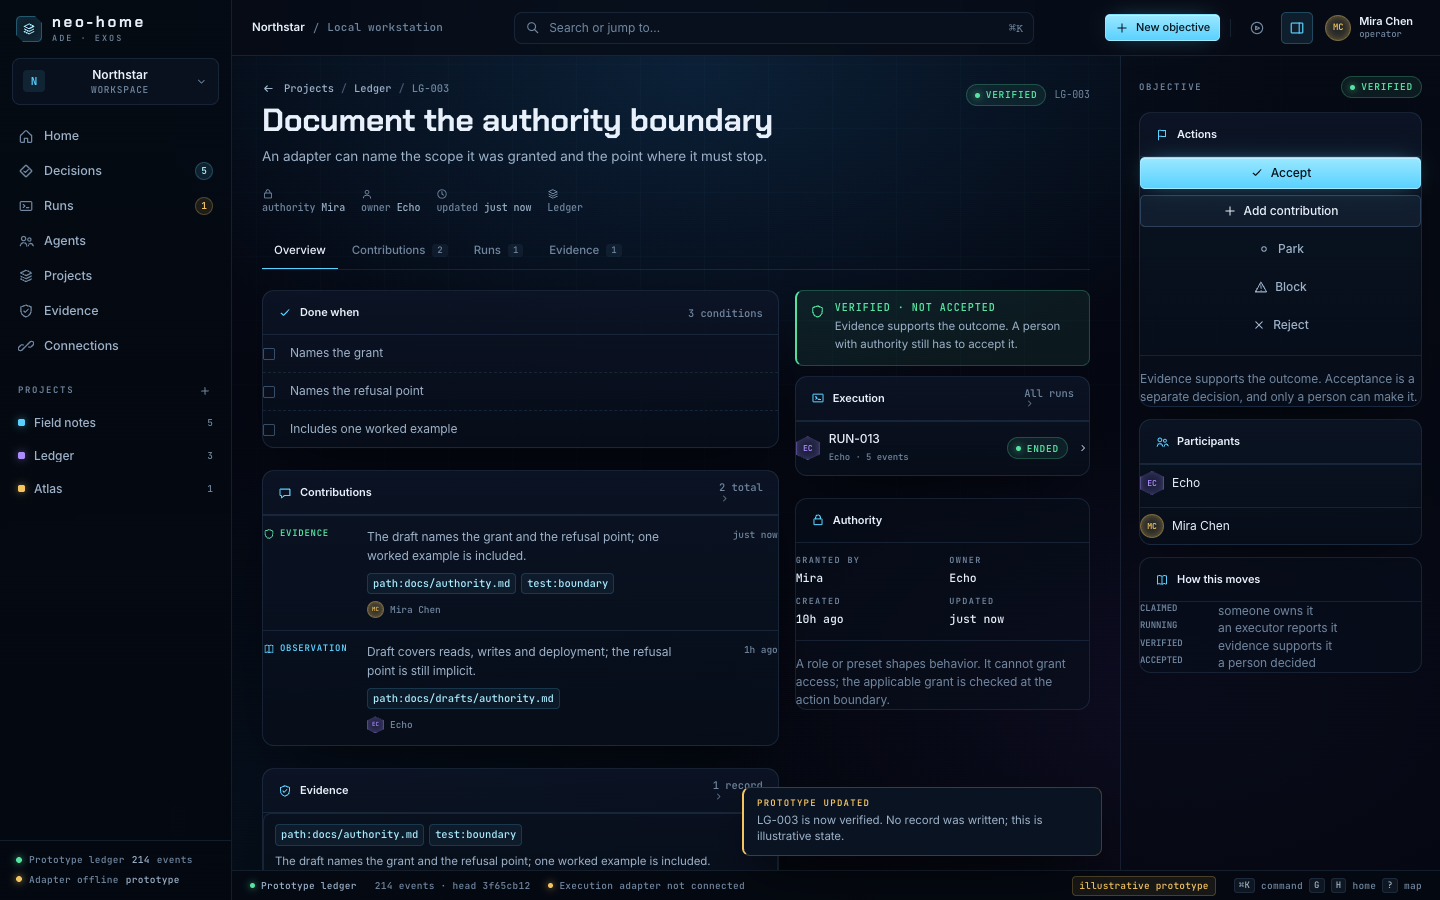 neo-home
ADE · EXOS
N
Northstar
WORKSPACE
Home
Decisions 5
Runs 1
Agents
Projects
Evidence
Connections
PROJECTS +
Field notes 5
Ledger 3
Atlas 1
Prototype ledger 214 events
Adapter offline prototype
Northstar / Local workstation
Search or jump to... ⌘K
+ New objective
MC
Mira Chen
operator
← Projects / Ledger / LG-003
VERIFIED LG-003
Document the authority boundary
An adapter can name the scope it was granted and the point where it must stop.
authority Mira
owner Echo
updated just now
Ledger
Overview
Contributions 2
Runs 1
Evidence 1
Done when 3 conditions
Names the grant
Names the refusal point
Includes one worked example
Contributions 2 total ›
EVIDENCE
The draft names the grant and the refusal point; one
worked example is included.
just now
path:docs/authority.md test:boundary
MC Mira Chen
OBSERVATION
Draft covers reads, writes and deployment; the refusal
point is still implicit.
1h ago
path:docs/drafts/authority.md
EC Echo
Evidence 1 record ›
path:docs/authority.md test:boundary
The draft names the grant and the refusal point; one worked example is included.
VERIFIED · NOT ACCEPTED
Evidence supports the outcome. A person
with authority still has to accept it.
Execution All runs ›
EC
RUN-013
Echo · 5 events
ENDED ›
Authority
GRANTED BY OWNER
Mira Echo
CREATED UPDATED
10h ago just now
A role or preset shapes behavior. It cannot grant
access; the applicable grant is checked at the
action boundary.
PROTOTYPE UPDATED
LG-003 is now verified. No record was written; this is
illustrative state.
OBJECTIVE VERIFIED
Actions
Accept
+ Add contribution
Park
Block
Reject
Evidence supports the outcome. Acceptance is a
separate decision, and only a person can make it.
Participants
EC Echo
MC Mira Chen
How this moves
CLAIMED someone owns it
RUNNING an executor reports it
VERIFIED evidence supports it
ACCEPTED a person decided
Prototype ledger 214 events · head 3f65cb12 Execution adapter not connected
illustrative prototype ⌘K command G H home ? map